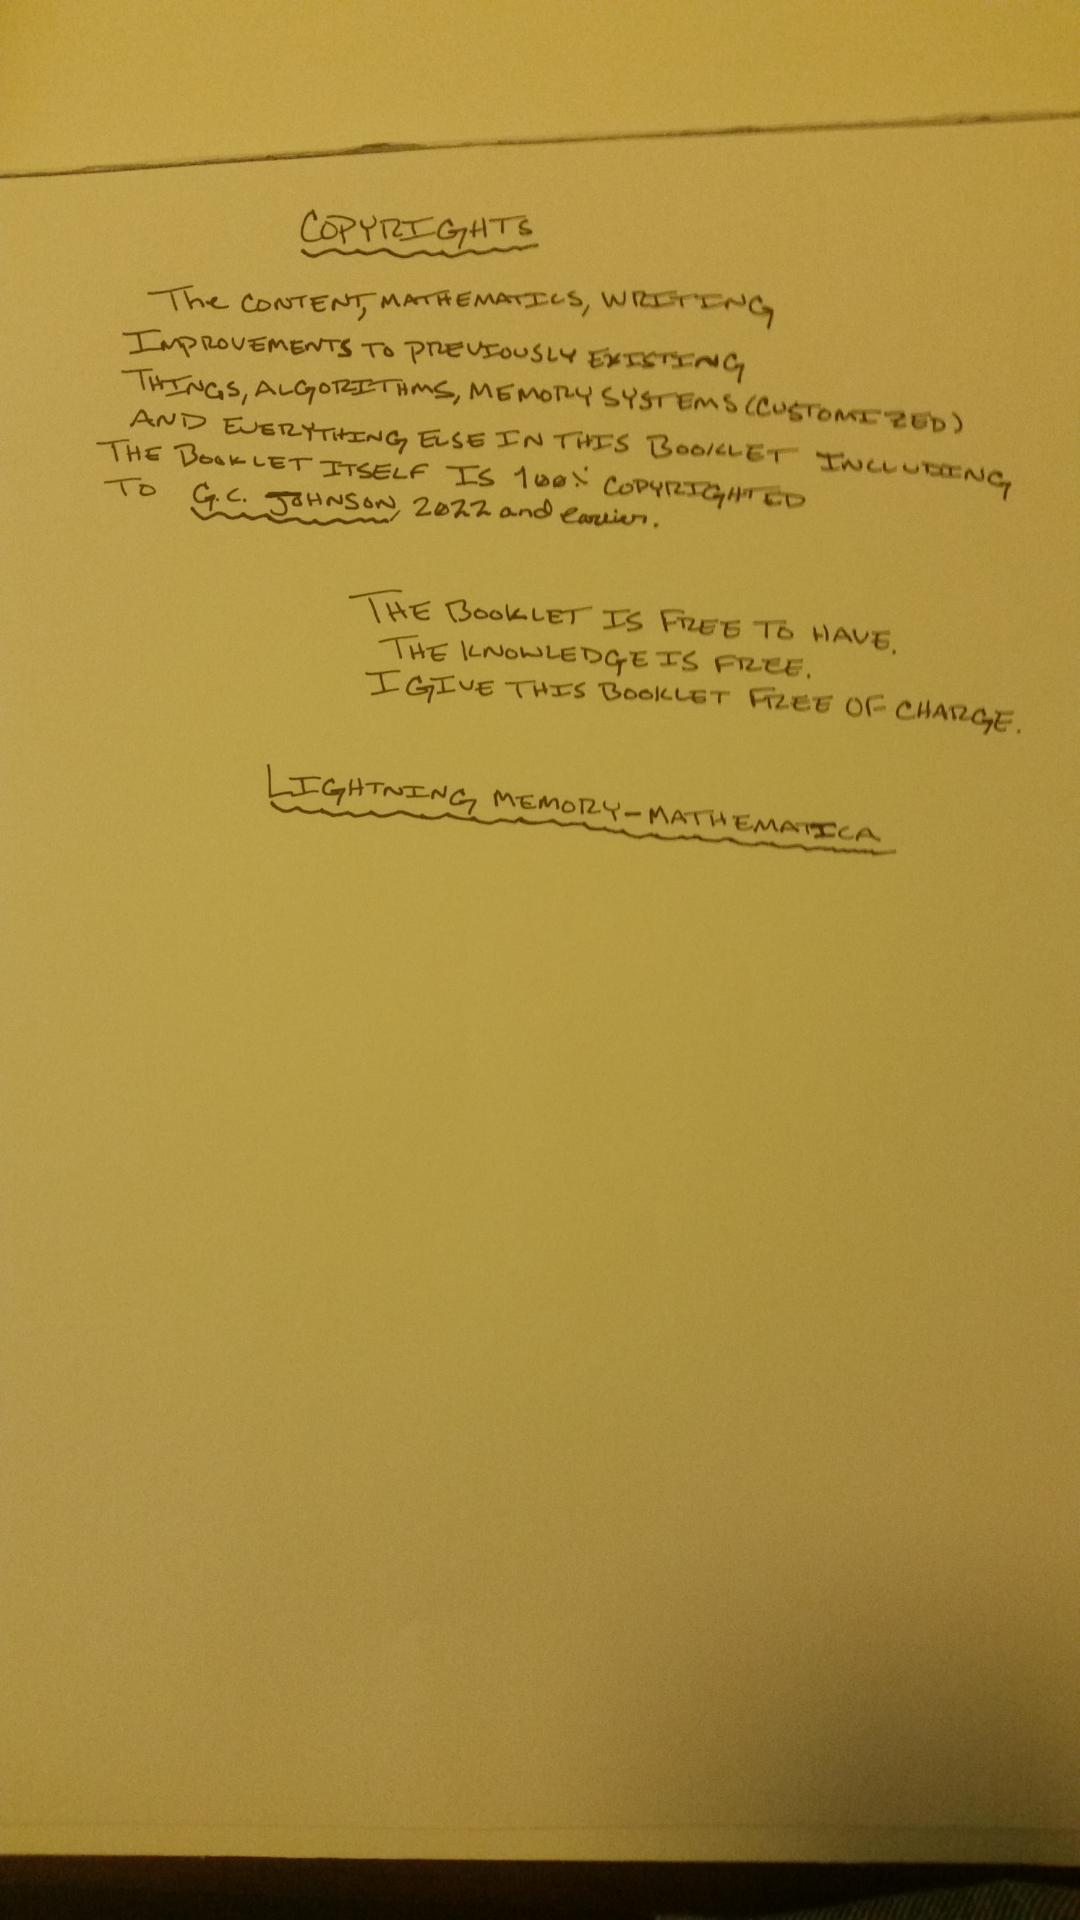 COPYRIGHTS
The CONTENT, MATHEMATICS, WRITING
IMPROVEMENTS TO PREVIOUSLY EXISTING
THINGS, ALGORITHMS, MEMORY SYSTEMS (CUSTOMIZED)
AND EVERYTHING ELSE IN THIS BOOKLET INCLUDING
THE BOOKLET ITSELF IS 100% COPYRIGHTED
TO G.C. JOHNSON, 2022 and earlier.
THE BOOKLET IS FREE TO HAVE.
THE KNOWLEDGE IS FREE.
I GIVE THIS BOOKLET FREE OF CHARGE.
LIGHTNING MEMORY-MATHEMATICA